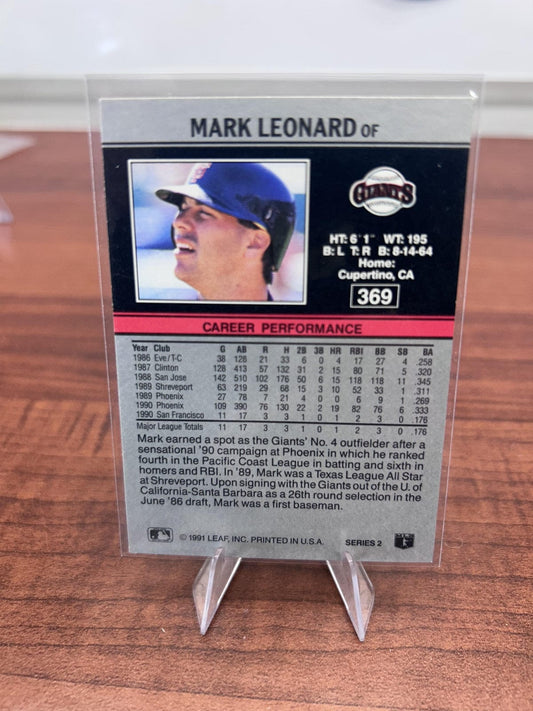 MARK LEONARD OF
GIANTS
HT: 6'1" WT: 195
B: L T: R B: 8-14-64
Home:
Cupertino, CA
369
CAREER PERFORMANCE
Year Club G AB R H 2B 3B HR RBI BB SB BA
1986 Eve/T-C 38 128 21 33 6 0 4 17 27 4 .258
1987 Clinton 128 413 57 132 31 2 15 80 71 5 .320
1988 San Jose 142 510 102 176 50 6 15 118 118 11 .345
1989 Shreveport 63 219 29 68 15 3 10 52 33 1 .311
1989 Phoenix 27 78 7 21 4 0 0 6 9 1 .269
1990 Phoenix 109 390 76 130 22 2 19 82 76 6 .333
1990 San Francisco 11 17 3 3 1 1 2 3 0 .176
Major League Totals 11 17 3 3 1 1 2 3 0 .176
Mark earned a spot as the Giants' No. 4 outfielder after a
sensational '90 campaign at Phoenix in which he ranked
fourth in the Pacific Coast League in batting and sixth in
homers and RBI. In '89, Mark was a Texas League All Star
at Shreveport. Upon signing with the Giants out of the U. of
California-Santa Barbara as a 26th round selection in the
June '86 draft, Mark was a first baseman.
© 1991 LEAF, INC. PRINTED IN U.S.A.
SERIES 2